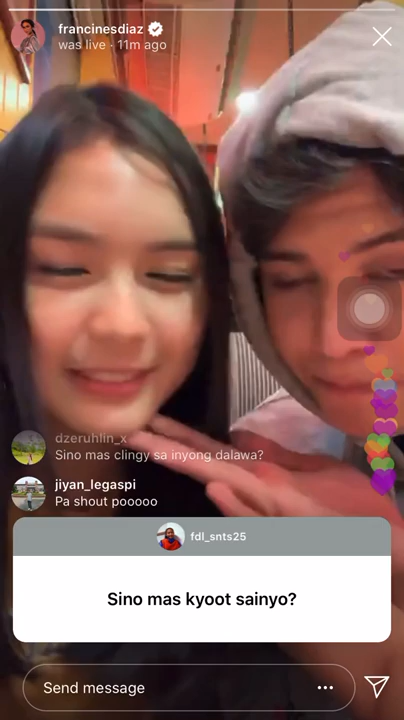 francinesdiaz
was live · 11m ago
dzeruhlin_x
Sino mas clingy sa inyong dalawa?
jiyan_legaspi
Pa shout pooooo
fdl_snts25
Sino mas kyoot sainyo?
Send message